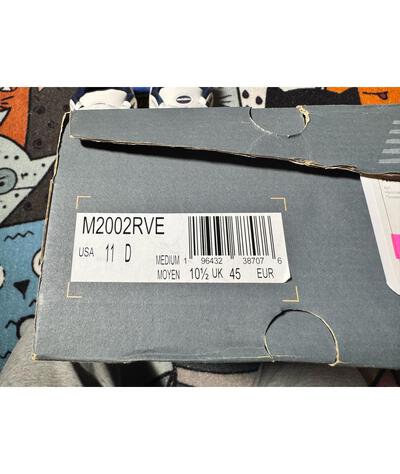 M2002RVE
USA 11 D MEDIUM 1 96432 38707 6
MOYEN 10½ UK 45 EUR